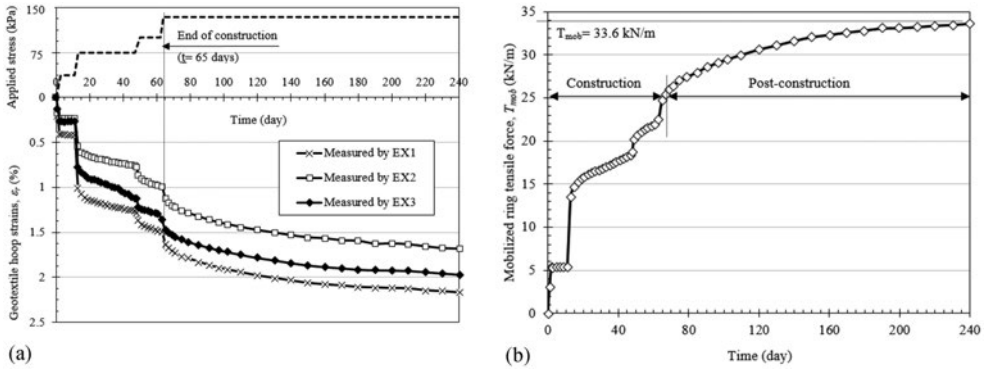 150
75
0
0.5
1
1.5
2
2.5
Applied stress (kPa)
Geotextile hoop strains, εr (%)
0 20 40 60 80 100 120 140 160 180 200 220 240
Time (day)
End of construction
(t= 65 days)
Measured by EX1
Measured by EX2
Measured by EX3
(a)
35
30
25
20
15
10
5
0
Mobilized ring tensile force, Tmob (kN/m)
Tmob= 33.6 kN/m
Construction
Post-construction
0 40 80 120 160 200 240
Time (day)
(b)